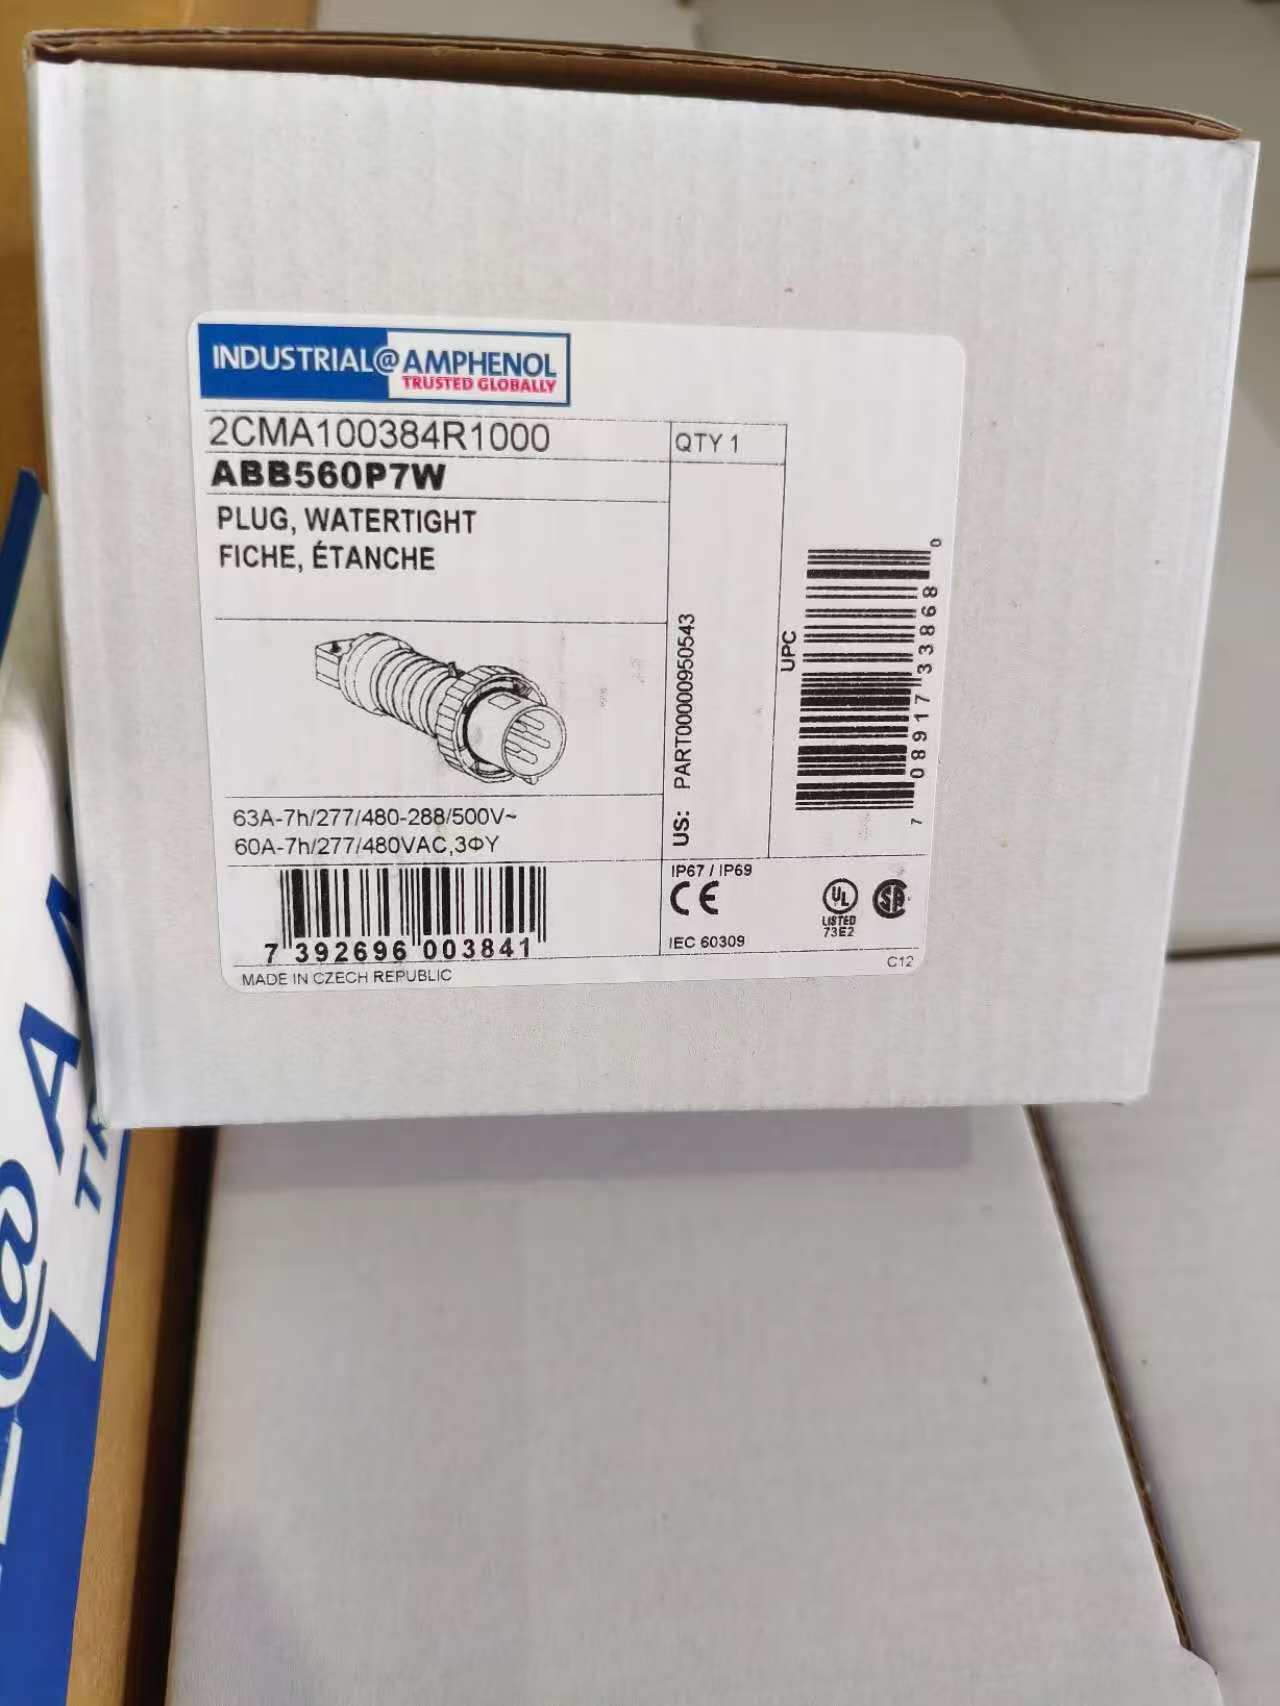 INDUSTRIAL@AMPHENOL
TRUSTED GLOBALLY
2CMA100384R1000
QTY 1
ABB560P7W
PLUG, WATERTIGHT
FICHE, ÉTANCHE
US: PART00000950543
UPC
7 08917 33868 0
63A-7h/277/480-288/500V~
60A-7h/277/480VAC,3ΦY
7 392696 003841
IP67 / IP69
CE
UL
LISTED
73E2
SA
IEC 60309
MADE IN CZECH REPUBLIC
C12
@ A